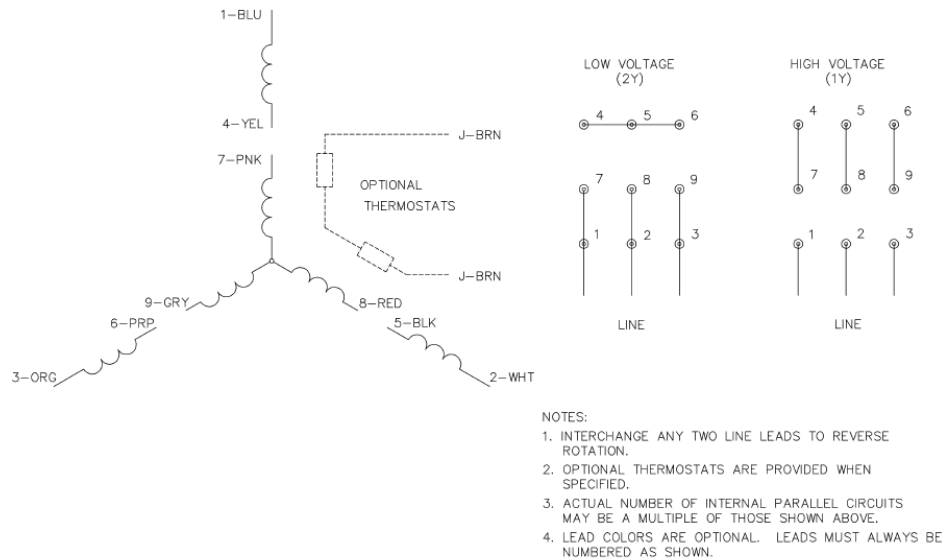 1-BLU
4-YEL
7-PNK
J-BRN
OPTIONAL
THERMOSTATS
J-BRN
9-GRY
8-RED
6-PRP
5-BLK
3-ORG
2-WHT
LOW VOLTAGE
(2Y)
4 5 6
7 8 9
1 2 3
LINE
HIGH VOLTAGE
(1Y)
4 5 6
7 8 9
1 2 3
LINE
NOTES:
1. INTERCHANGE ANY TWO LINE LEADS TO REVERSE
ROTATION.
2. OPTIONAL THERMOSTATS ARE PROVIDED WHEN
SPECIFIED.
3. ACTUAL NUMBER OF INTERNAL PARALLEL CIRCUITS
MAY BE A MULTIPLE OF THOSE SHOWN ABOVE.
4. LEAD COLORS ARE OPTIONAL. LEADS MUST ALWAYS BE
NUMBERED AS SHOWN.